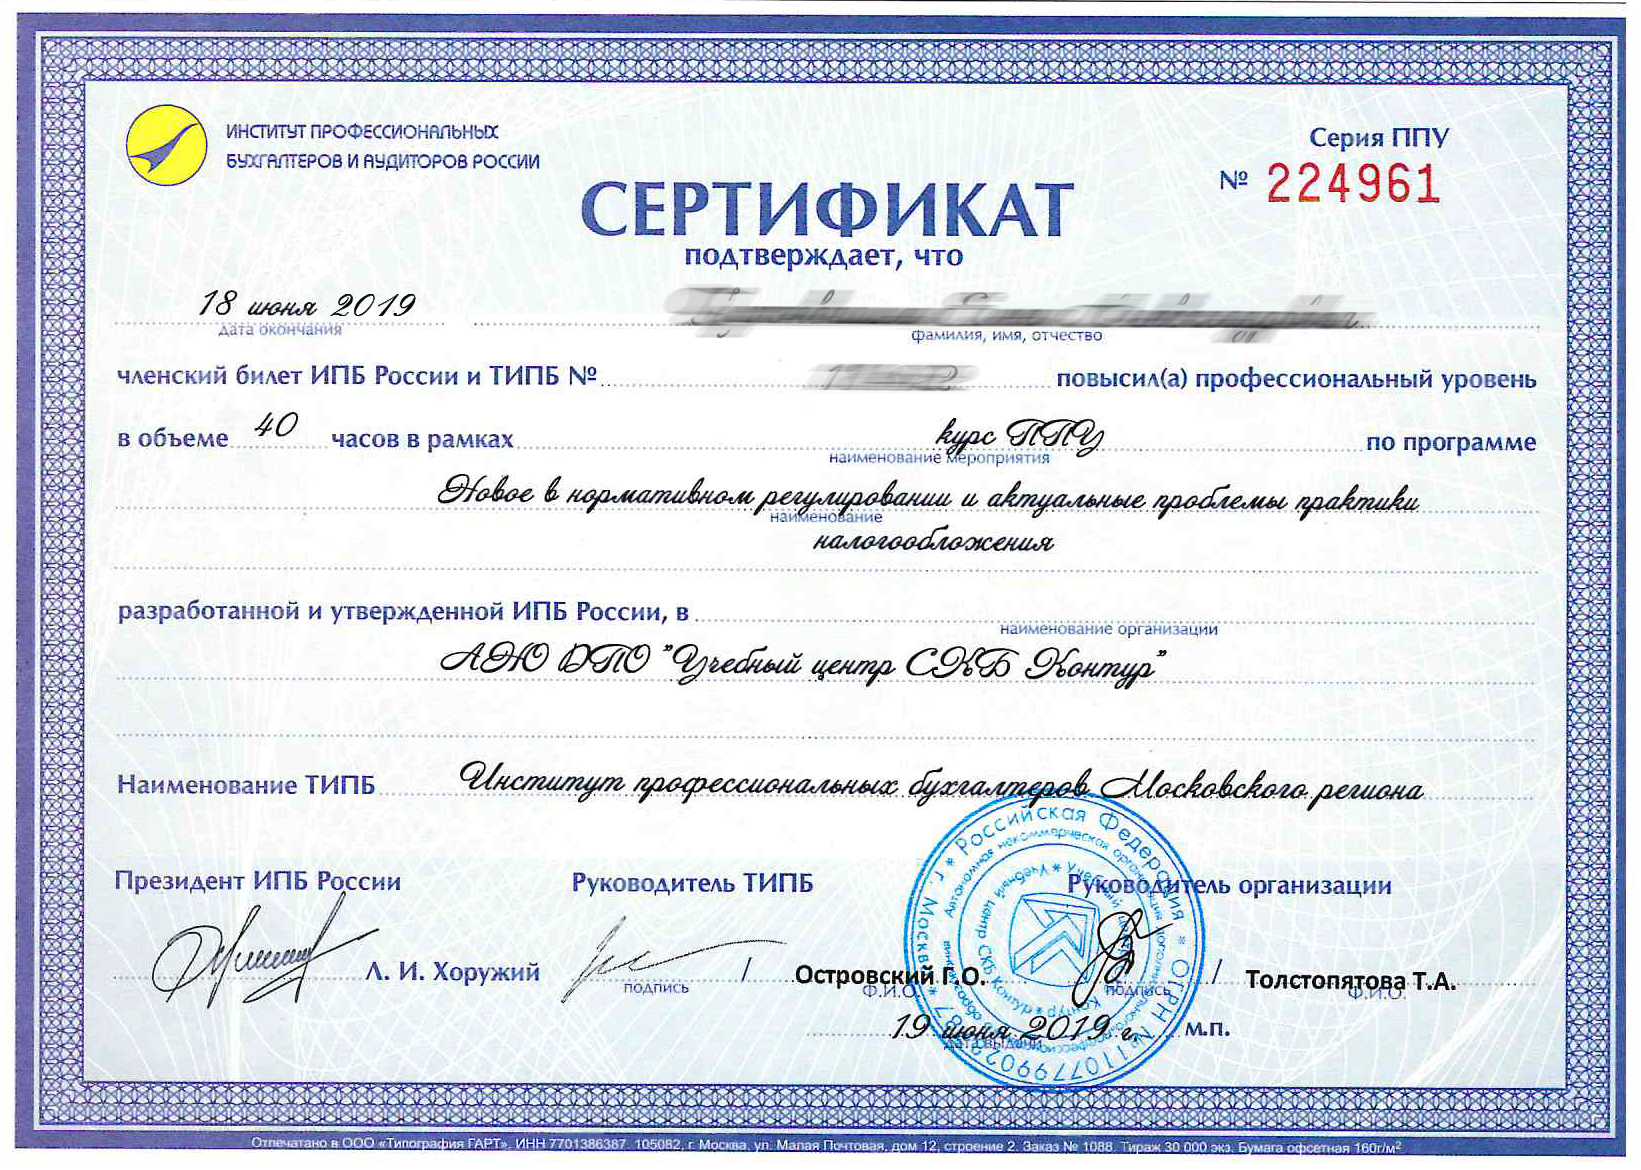 ИНСТИТУТ ПРОФЕССИОНАЛЬНЫХ
БУХГАЛТЕРОВ И АУДИТОРОВ РОССИИ
Серия ППУ
№ 224961
СЕРТИФИКАТ
подтверждает, что
18 июня 2019
дата окончания
фамилия, имя, отчество
членский билет ИПБ России и ТИПБ № повысил(а) профессиональный уровень
в объеме 40 часов в рамках курс ППУ по программе
наименование мероприятия
Новое в нормативном регулировании и актуальные проблемы практики
наименование
налогообложения
разработанной и утвержденной ИПБ России, в
наименование организации
АНО ДПО "Учебный центр СКБ Контур"
Наименование ТИПБ Институт профессиональных бухгалтеров Московского региона
Президент ИПБ России Руководитель ТИПБ Руководитель организации
Л. И. Хоружий / Островский Г.О. / Толстопятова Т.А.
подпись Ф.И.О. подпись Ф.И.О.
19 июня 2019 г. м.п.
дата выдачи
Российская Федерация * ОГРН № * г. Москва *
Автономная некоммерческая организация
Учебный центр СКБ Контур
Отпечатано в ООО «Типография ГАРТ». ИНН 7701386387 105082, г. Москва, ул. Малая Почтовая, дом 12, строение 2. Заказ № 1088. Тираж 30 000 экз. Бумага офсетная 160г/м²